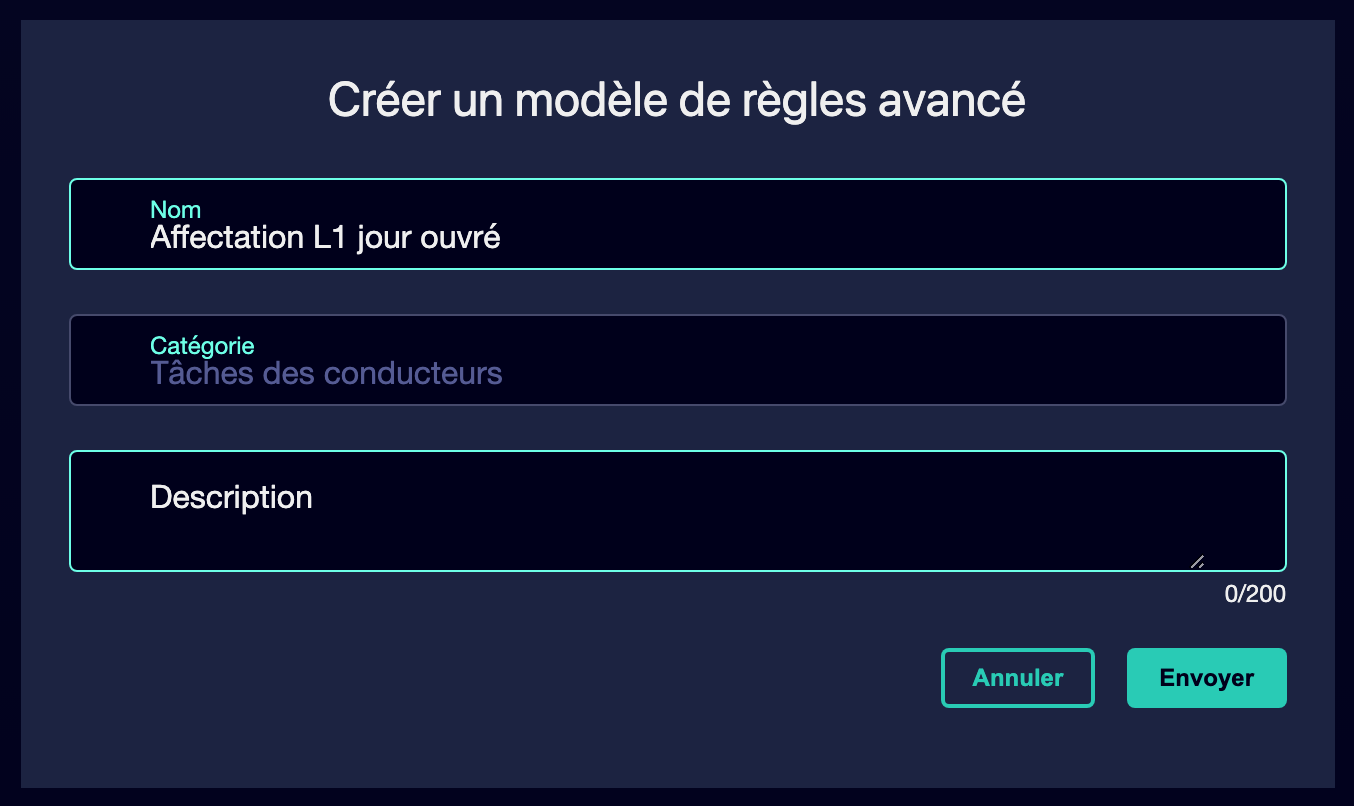 Créer un modèle de règles avancé
Nom
Affectation L1 jour ouvré
Catégorie
Tâches des conducteurs
Description
0/200
Annuler
Envoyer